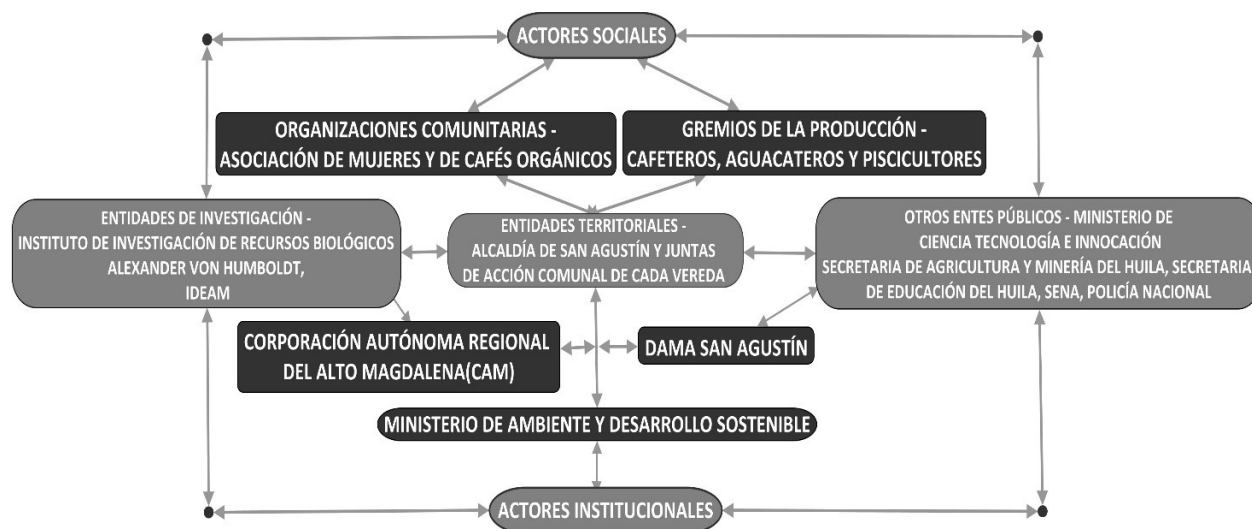 ACTORES SOCIALES
ORGANIZACIONES COMUNITARIAS -
ASOCIACIÓN DE MUJERES Y DE CAFÉS ORGÁNICOS
GREMIOS DE LA PRODUCCIÓN -
CAFETEROS, AGUACATEROS Y PISCICULTORES
ENTIDADES DE INVESTIGACIÓN -
INSTITUTO DE INVESTIGACIÓN DE RECURSOS BIOLÓGICOS
ALEXANDER VON HUMBOLDT,
IDEAM
ENTIDADES TERRITORIALES -
ALCALDÍA DE SAN AGUSTÍN Y JUNTAS
DE ACCIÓN COMUNAL DE CADA VEREDA
OTROS ENTES PÚBLICOS - MINISTERIO DE
CIENCIA TECNOLOGÍA E INNOCACIÓN
SECRETARIA DE AGRICULTURA Y MINERÍA DEL HUILA, SECRETARIA
DE EDUCACIÓN DEL HUILA, SENA, POLICÍA NACIONAL
CORPORACIÓN AUTÓNOMA REGIONAL
DEL ALTO MAGDALENA(CAM)
DAMA SAN AGUSTÍN
MINISTERIO DE AMBIENTE Y DESARROLLO SOSTENIBLE
ACTORES INSTITUCIONALES